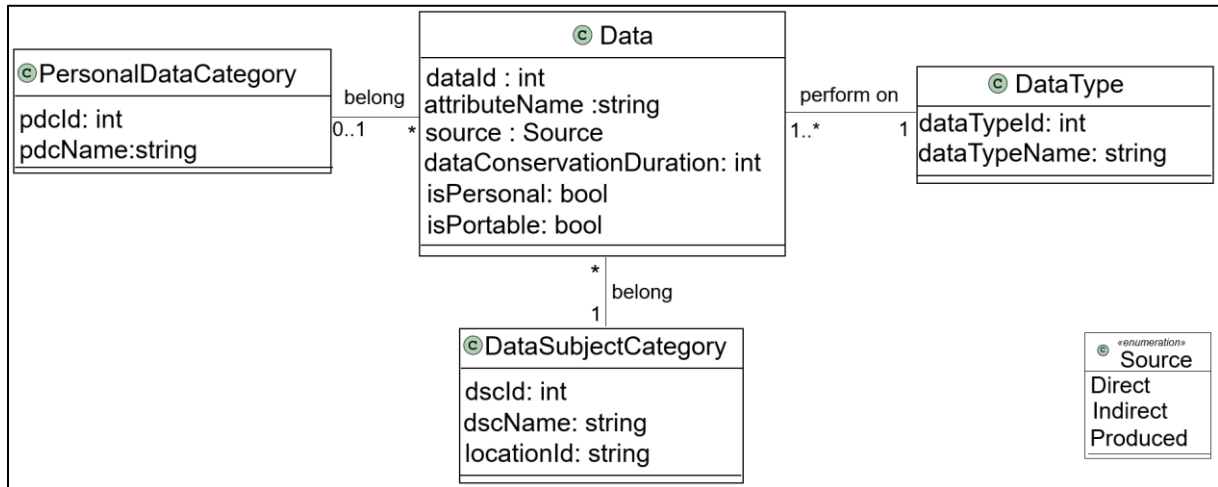 C PersonalDataCategory
pdcId: int
pdcName:string
belong
0..1
*
C Data
dataId : int
attributeName :string
source : Source
dataConservationDuration: int
isPersonal: bool
isPortable: bool
perform on
1..*
1
C DataType
dataTypeId: int
dataTypeName: string
*
belong
1
C DataSubjectCategory
dscId: int
dscName: string
locationId: string
C «enumeration»
Source
Direct
Indirect
Produced